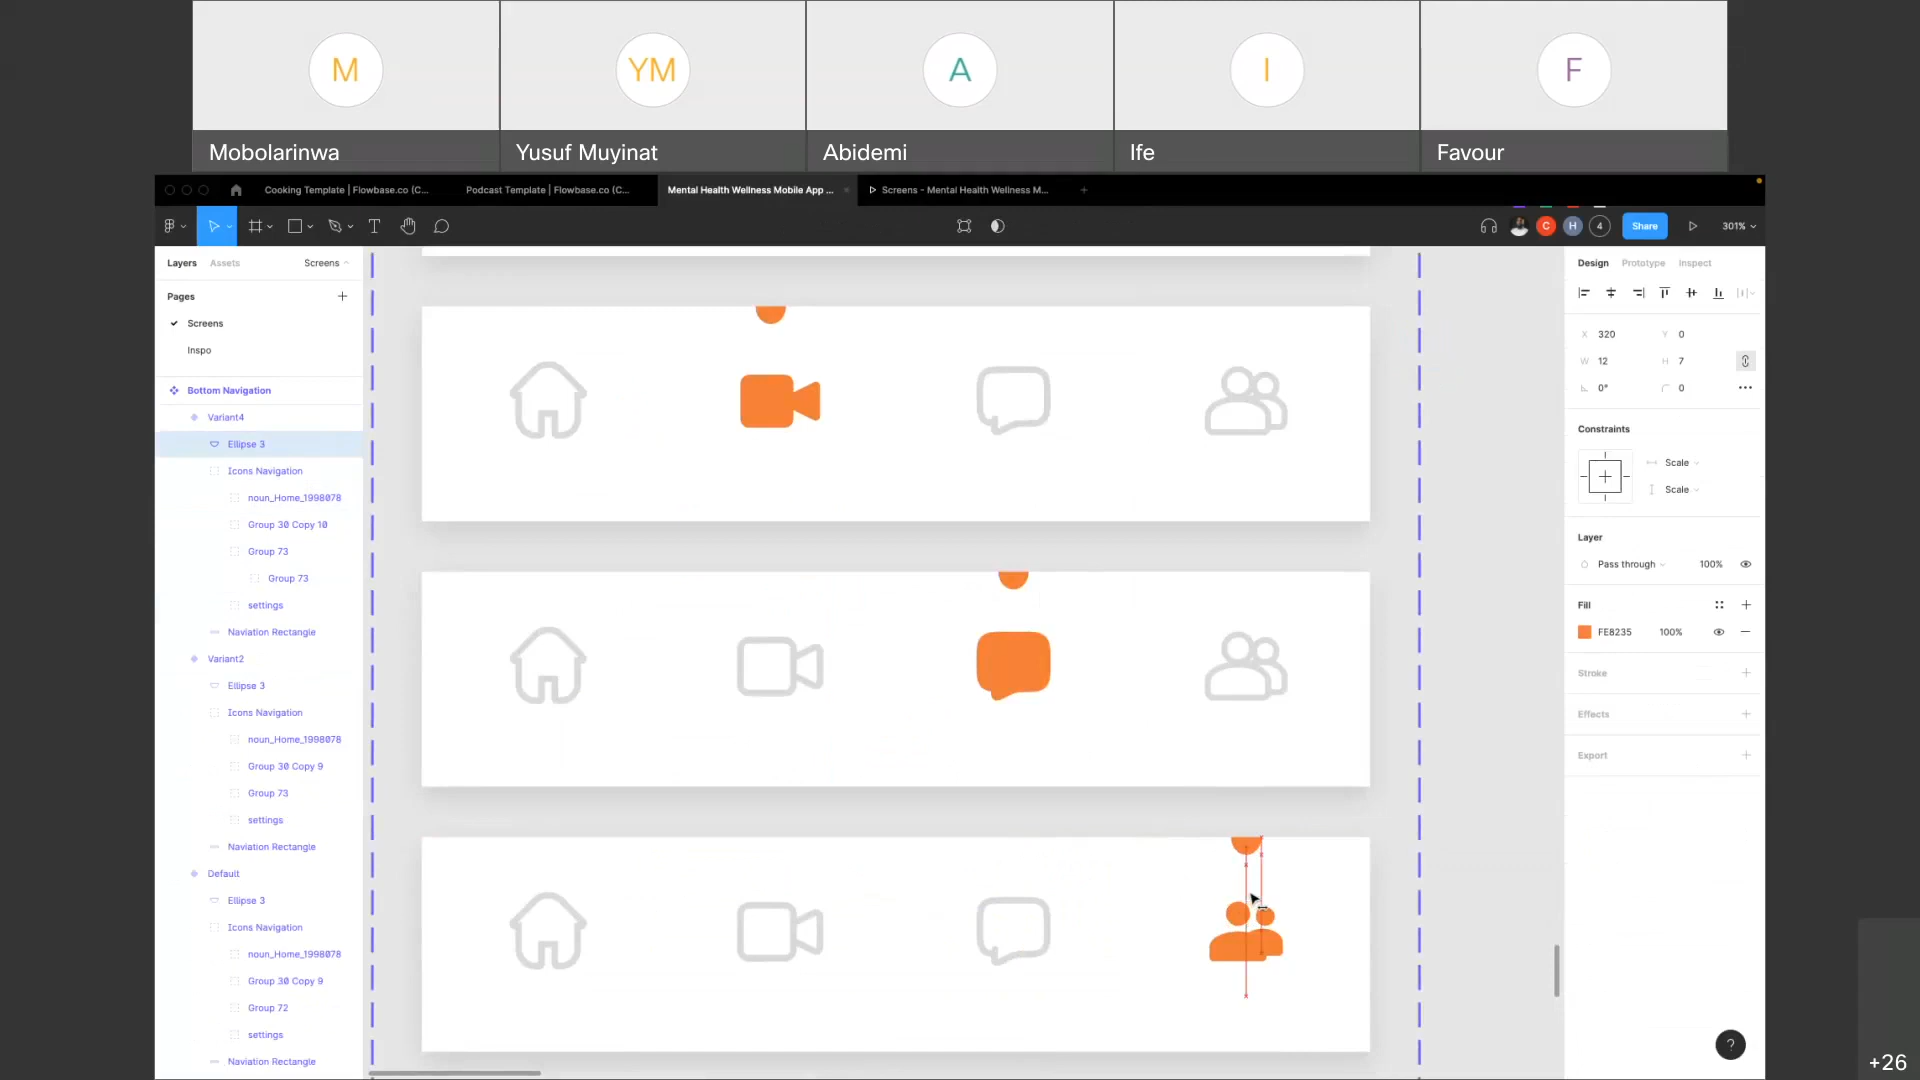 M
YM
A
I
F
Mobolarinwa
Yusuf Muyinat
Abidemi
Ife
Favour
Cooking Template | Flowbase.co (C...
Podcast Template | Flowbase.co (C...
Mental Health Wellness Mobile App ...
Screens - Mental Health Wellness M...
C
H
4
Share
301%
Layers
Assets
Screens
Pages
Screens
Inspo
Bottom Navigation
Variant4
Ellipse 3
Icons Navigation
noun_Home_1998078
Group 30 Copy 10
Group 73
Group 73
settings
Naviation Rectangle
Variant2
Ellipse 3
Icons Navigation
noun_Home_1998078
Group 30 Copy 9
Group 73
settings
Naviation Rectangle
Default
Ellipse 3
Icons Navigation
noun_Home_1998078
Group 30 Copy 9
Group 72
settings
Naviation Rectangle
Design
Prototype
Inspect
X 320
Y 0
W 12
H 7
0°
0
Constraints
Scale
Scale
Layer
Pass through
100%
Fill
FE8235
100%
Stroke
Effects
Export
?
+26